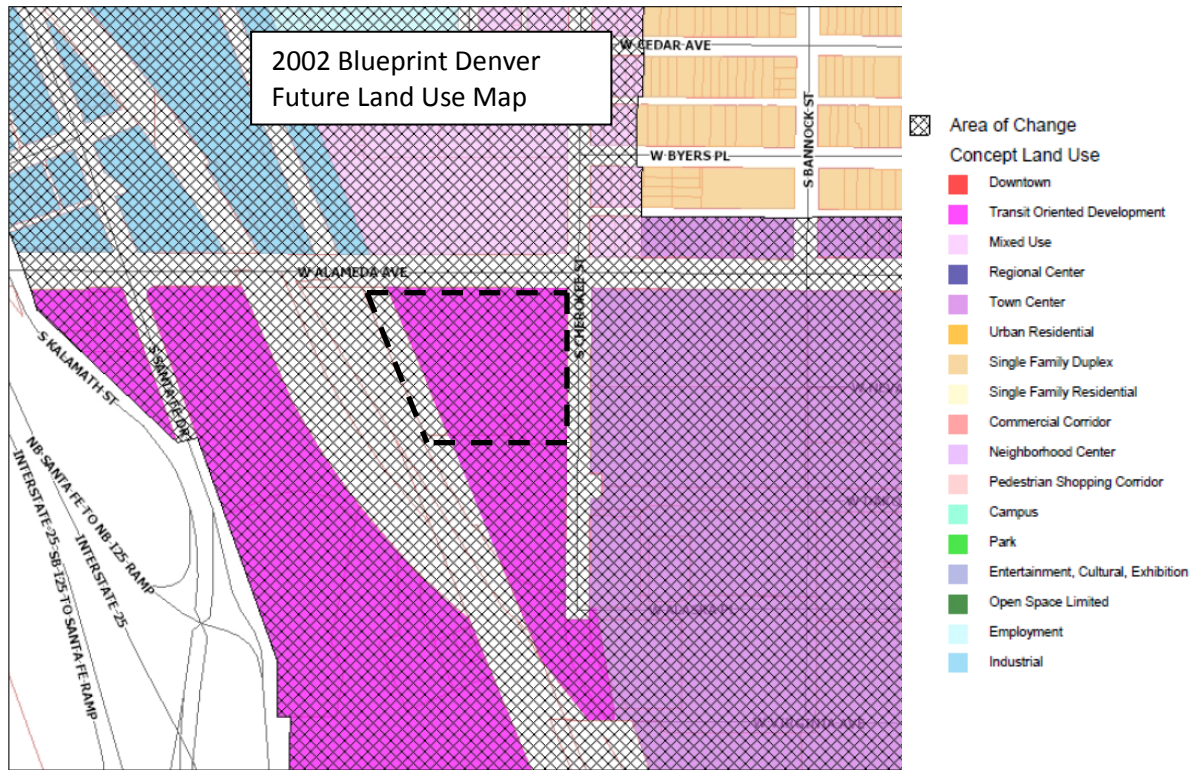 2002 Blueprint Denver
Future Land Use Map
W CEDAR AVE
S BANNOCK ST
W BYERS PL
W ALAMEDA AVE
S CHEROKEE ST
S KALAMATH ST
S SANTA FE DR
NB SANTA FE TO NB I25 RAMP
INTERSTATE 25
INTERSTATE 25 SB I25 TO SANTA FE RAMP
W VIRGINIA AVE
Area of Change
Concept Land Use
Downtown
Transit Oriented Development
Mixed Use
Regional Center
Town Center
Urban Residential
Single Family Duplex
Single Family Residential
Commercial Corridor
Neighborhood Center
Pedestrian Shopping Corridor
Campus
Park
Entertainment, Cultural, Exhibition
Open Space Limited
Employment
Industrial